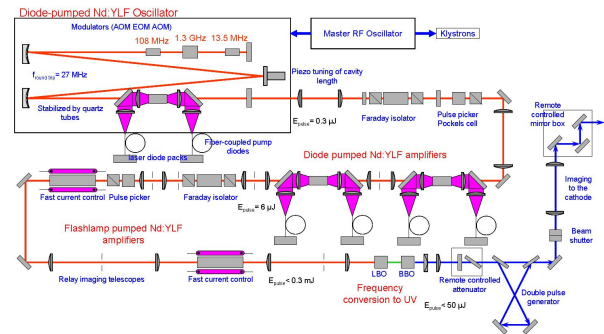 Diode-pumped Nd:YLF Oscillator
Modulators (AOM EOM AOM)
108 MHz 1.3 GHz 13.5 MHz
Master RF Oscillator
Klystrons
f round trip = 27 MHz
Piezo tuning of cavity
length
Stabilized by quartz
tubes
Fiber-coupled pump
diodes
laser diode packs
E pulse = 0.3 µJ
Faraday isolator
Pulse picker
Pockels cell
Remote
controlled
mirror box
Diode pumped Nd:YLF amplifiers
Imaging
to the
cathode
Fast current control
Pulse picker
Faraday isolator
E pulse = 6 µJ
Flashlamp pumped Nd:YLF
amplifiers
Beam
shutter
Relay imaging telescopes
Fast current control
E pulse < 0.3 mJ
Frequency
conversion to UV
LBO
BBO
Remote controlled
attenuator
E pulse < 50 µJ
Double pulse
generator